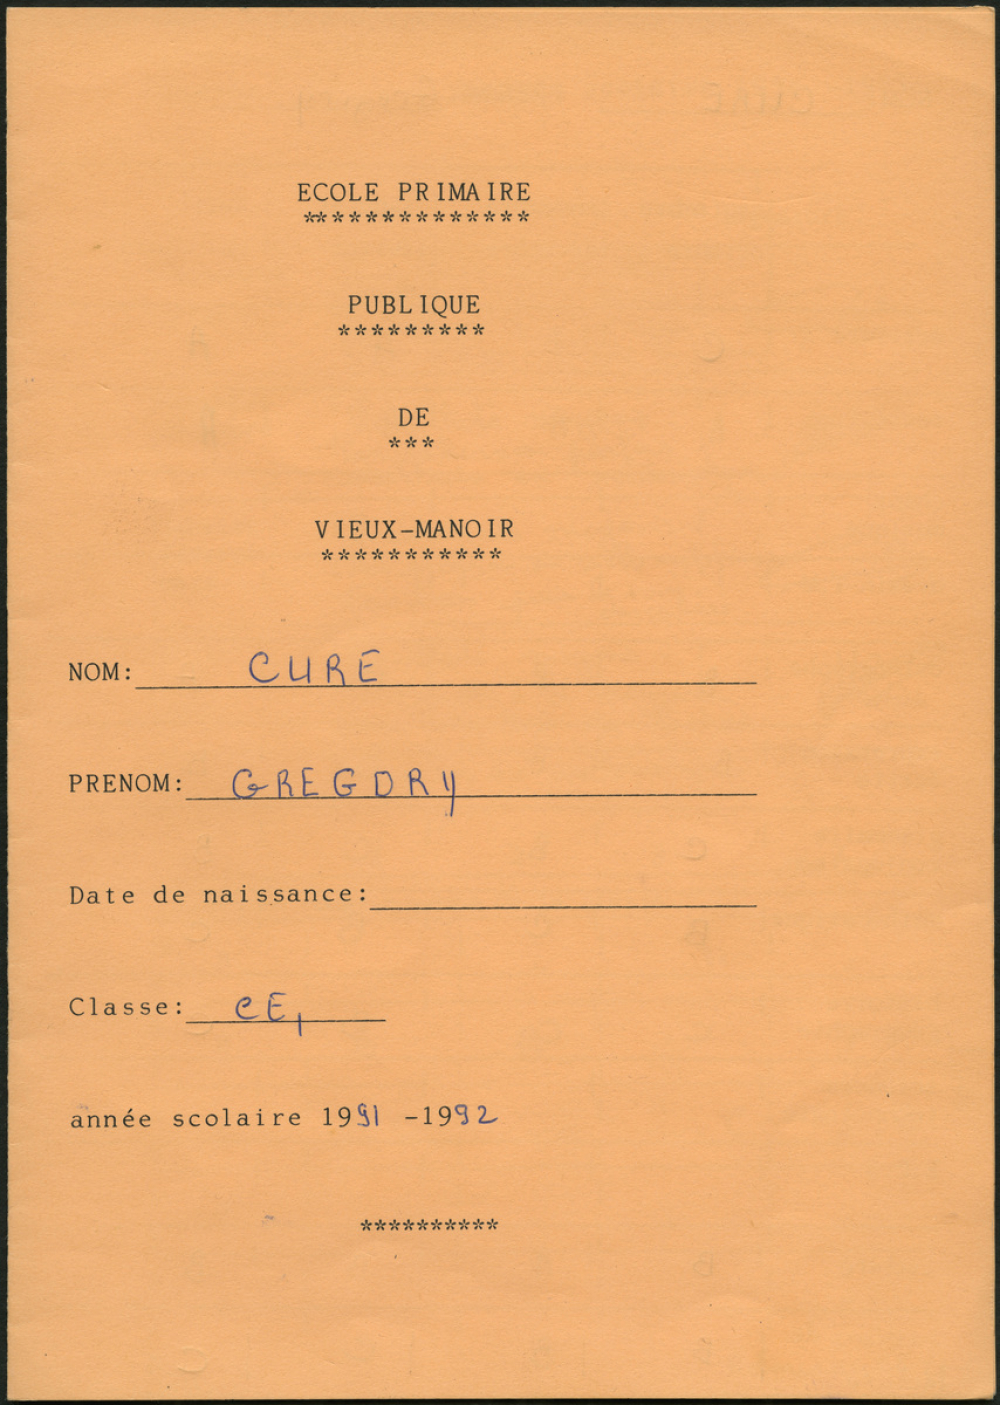 ECOLE PRIMAIRE
**************
PUBLIQUE
*********
DE
***
VIEUX-MANOIR
***********
NOM: CURE
PRENOM: GREGORY
Date de naissance:
Classe: CE1
année scolaire 1991 -1992
**********